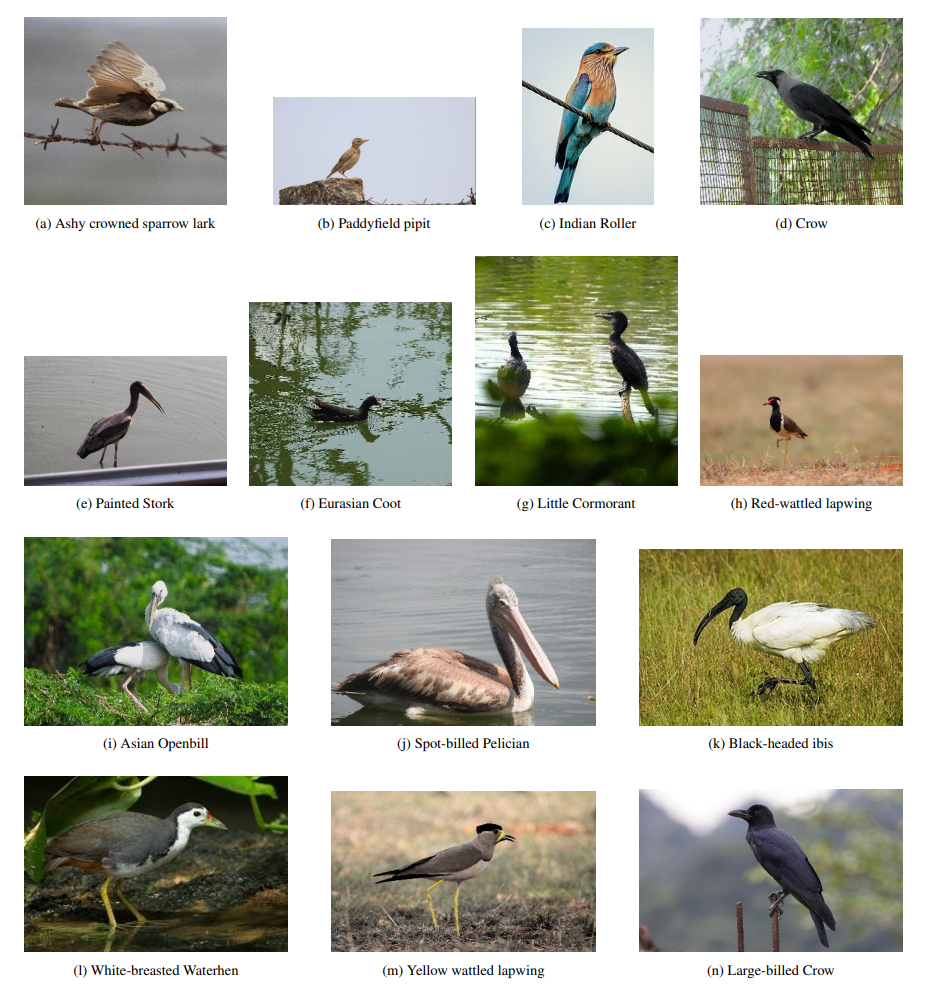 (a) Ashy crowned sparrow lark
(b) Paddyfield pipit
(c) Indian Roller
(d) Crow
(e) Painted Stork
(f) Eurasian Coot
(g) Little Cormorant
(h) Red-wattled lapwing
(i) Asian Openbill
(j) Spot-billed Pelician
(k) Black-headed ibis
(l) White-breasted Waterhen
(m) Yellow wattled lapwing
(n) Large-billed Crow